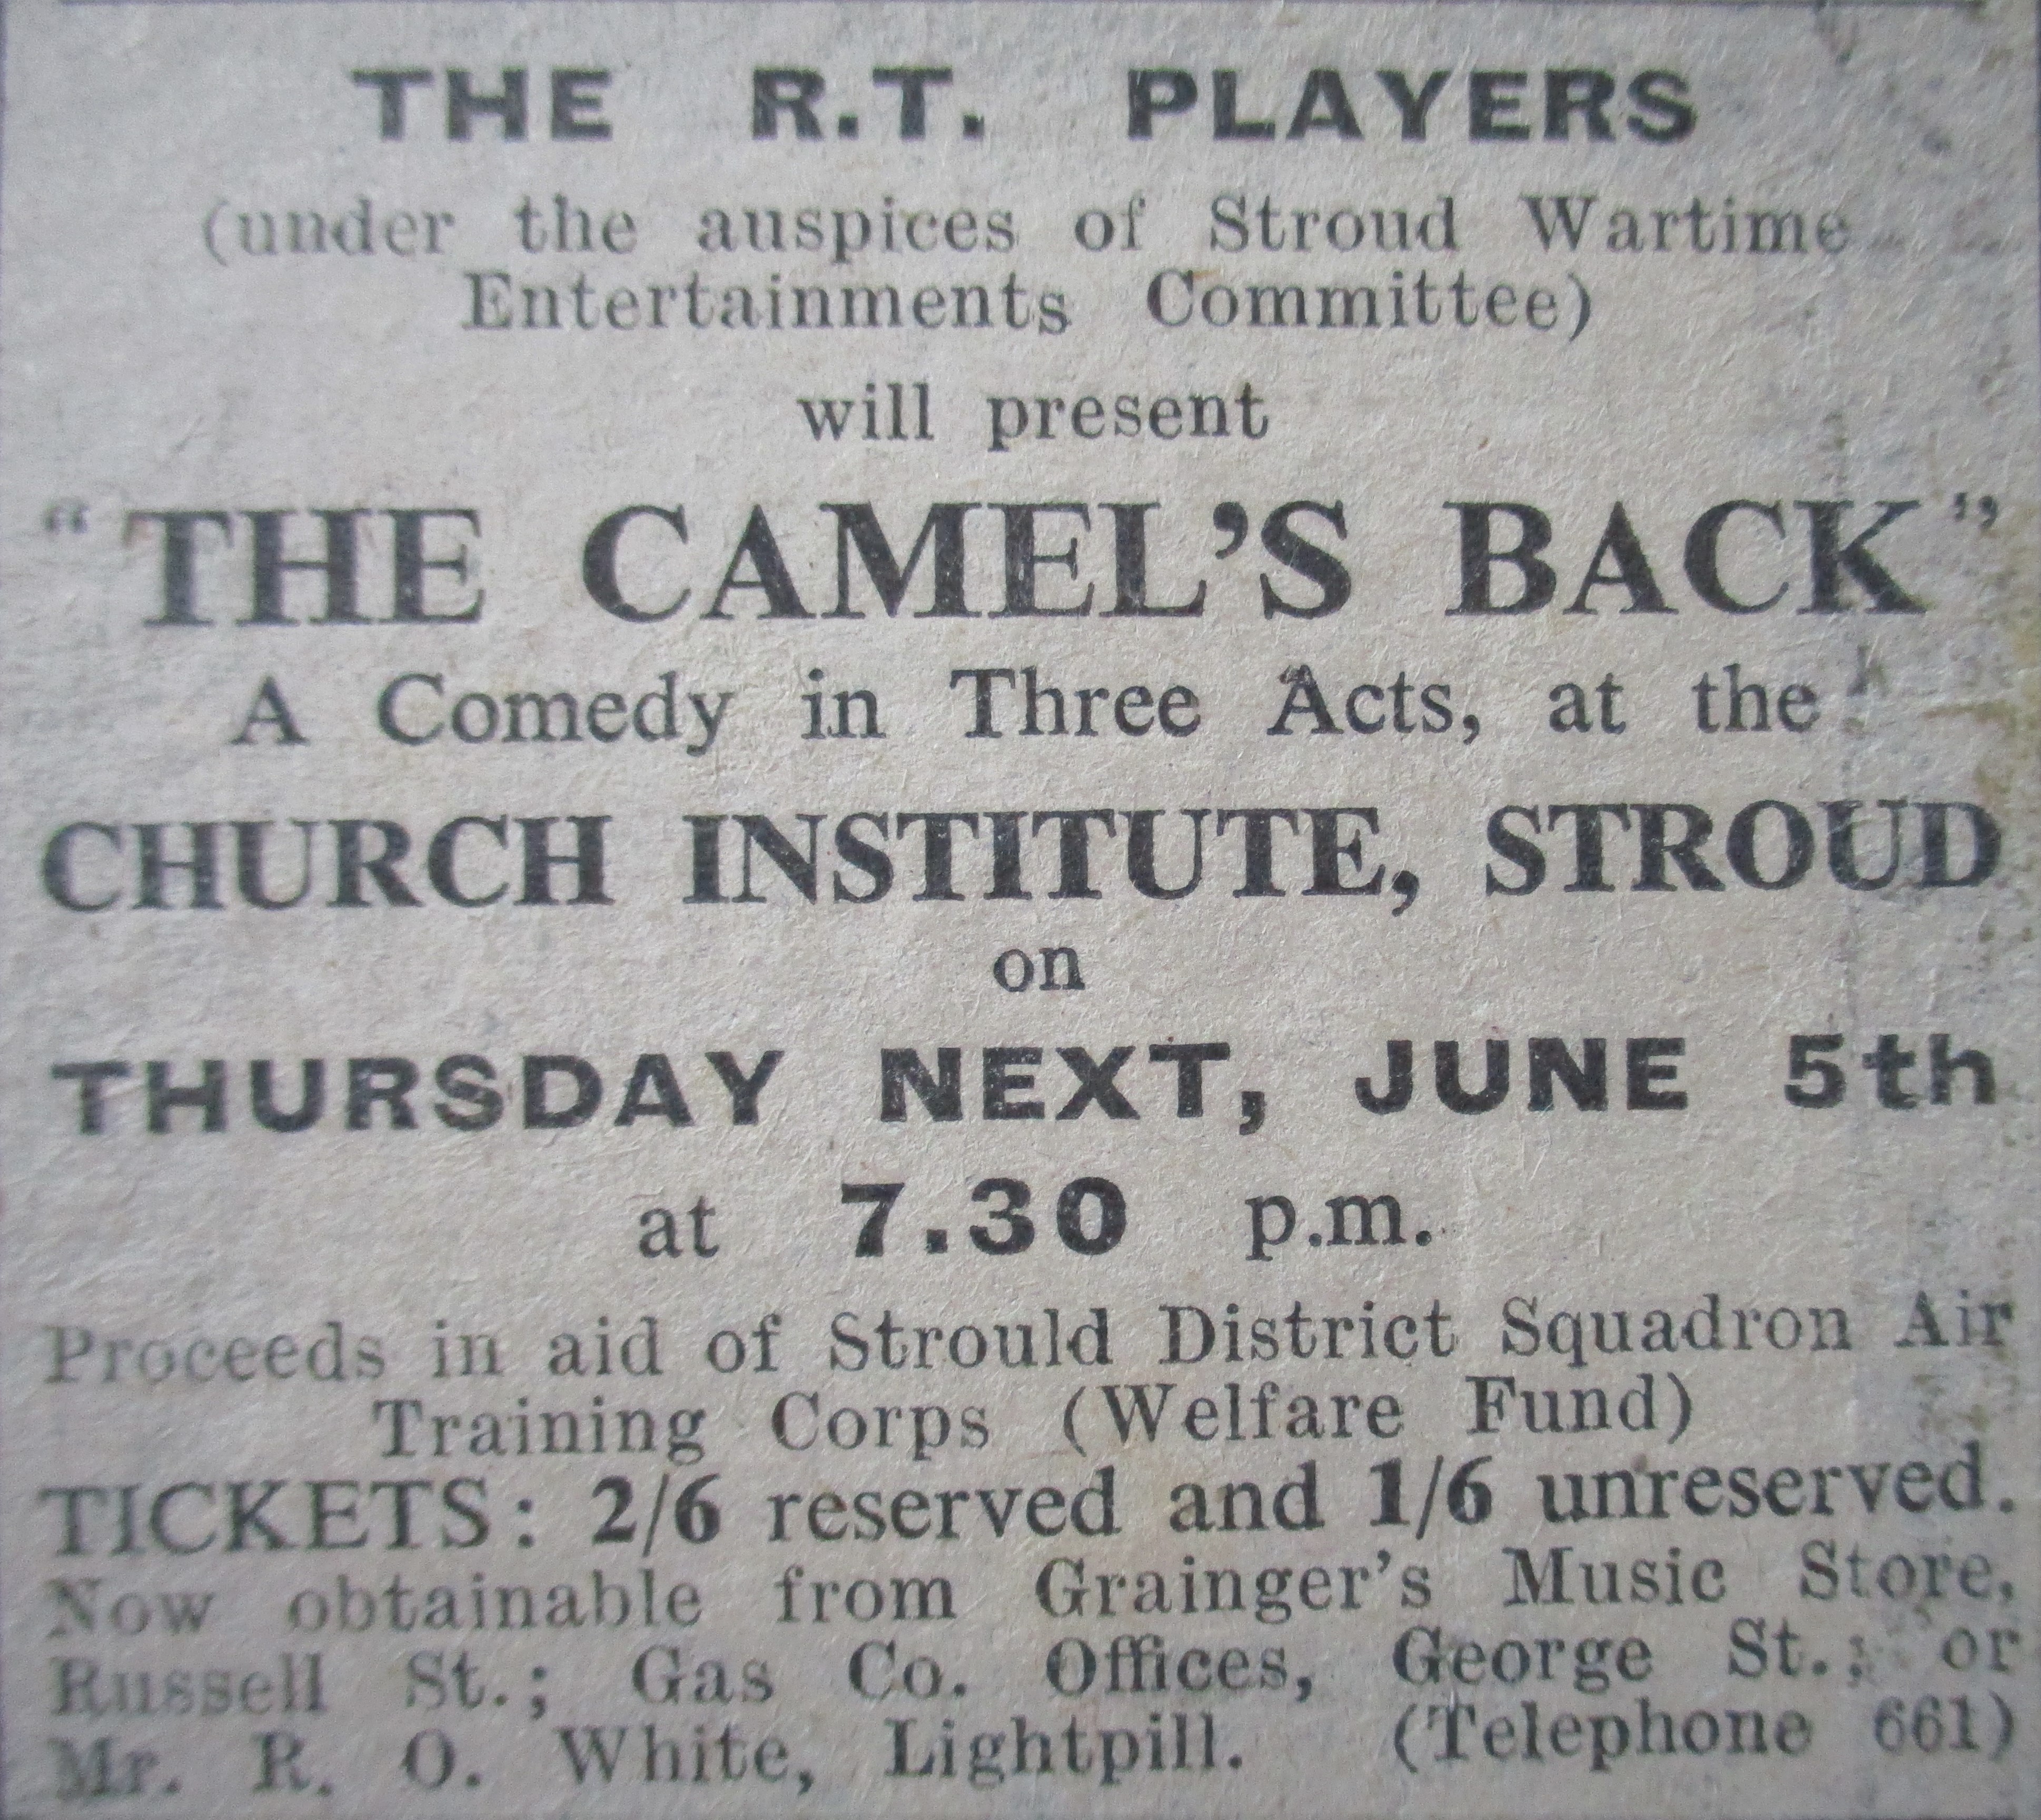 THE R.T. PLAYERS
(under the auspices of Stroud Wartime
Entertainments Committee)
will present
“THE CAMEL’S BACK”
A Comedy in Three Acts, at the
CHURCH INSTITUTE, STROUD
on
THURSDAY NEXT, JUNE 5th
at 7.30 p.m.
Proceeds in aid of Strould District Squadron Air
Training Corps (Welfare Fund)
TICKETS: 2/6 reserved and 1/6 unreserved.
Now obtainable from Grainger’s Music Store,
Russell St.; Gas Co. Offices, George St.; or
Mr. R. O. White, Lightpill. (Telephone 661)